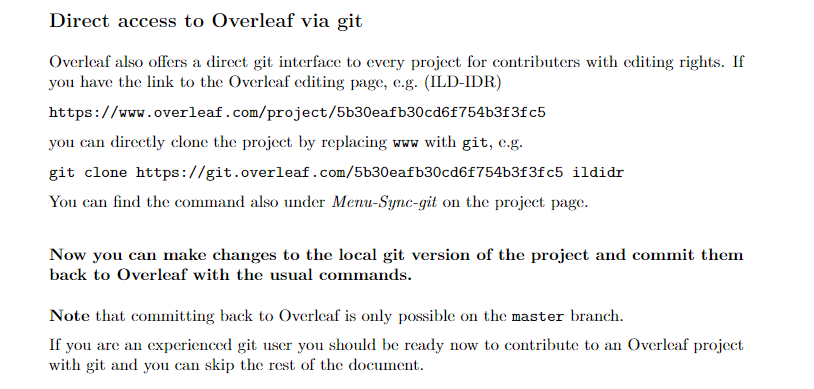 Direct access to Overleaf via git
Overleaf also offers a direct git interface to every project for contributers with editing rights. If
you have the link to the Overleaf editing page, e.g. (ILD-IDR)
https://www.overleaf.com/project/5b30eafb30cd6f754b3f3fc5
you can directly clone the project by replacing www with git, e.g.
git clone https://git.overleaf.com/5b30eafb30cd6f754b3f3fc5 ildidr
You can find the command also under Menu-Sync-git on the project page.
Now you can make changes to the local git version of the project and commit them
back to Overleaf with the usual commands.
Note that committing back to Overleaf is only possible on the master branch.
If you are an experienced git user you should be ready now to contribute to an Overleaf project
with git and you can skip the rest of the document.